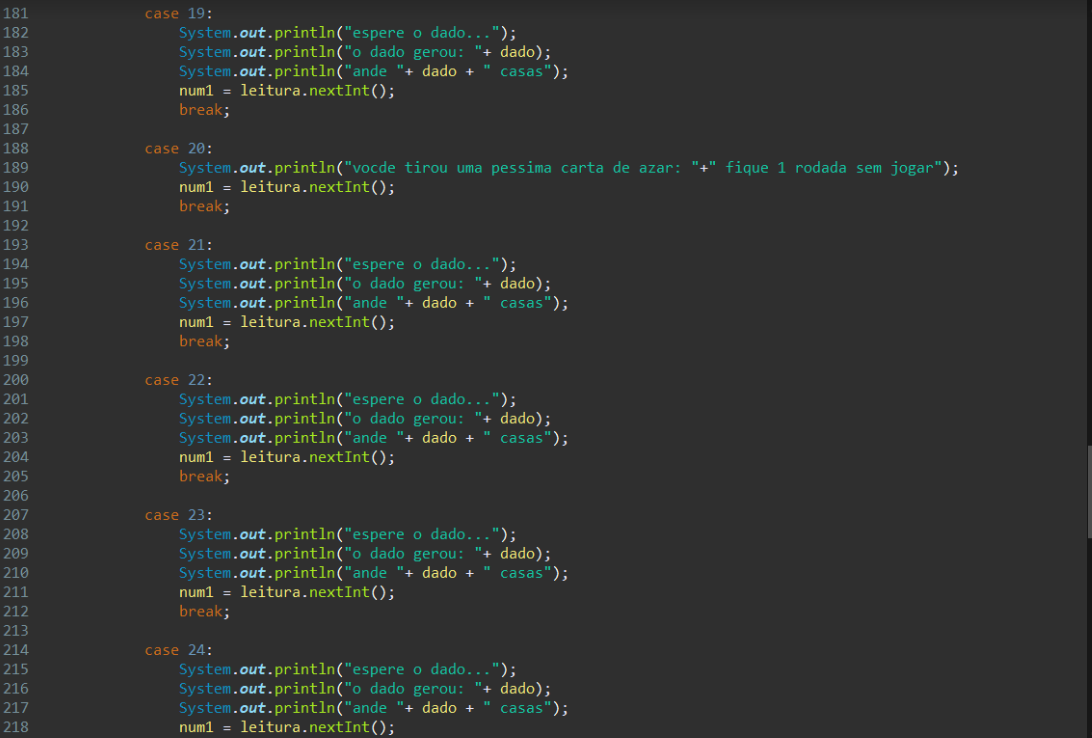 181 case 19:
182 System.out.println("espere o dado...");
183 System.out.println("o dado gerou: "+ dado);
184 System.out.println("ande "+ dado + " casas");
185 num1 = leitura.nextInt();
186 break;
187
188 case 20:
189 System.out.println("vocde tirou uma pessima carta de azar: "+" fique 1 rodada sem jogar");
190 num1 = leitura.nextInt();
191 break;
192
193 case 21:
194 System.out.println("espere o dado...");
195 System.out.println("o dado gerou: "+ dado);
196 System.out.println("ande "+ dado + " casas");
197 num1 = leitura.nextInt();
198 break;
199
200 case 22:
201 System.out.println("espere o dado...");
202 System.out.println("o dado gerou: "+ dado);
203 System.out.println("ande "+ dado + " casas");
204 num1 = leitura.nextInt();
205 break;
206
207 case 23:
208 System.out.println("espere o dado...");
209 System.out.println("o dado gerou: "+ dado);
210 System.out.println("ande "+ dado + " casas");
211 num1 = leitura.nextInt();
212 break;
213
214 case 24:
215 System.out.println("espere o dado...");
216 System.out.println("o dado gerou: "+ dado);
217 System.out.println("ande "+ dado + " casas");
218 num1 = leitura.nextInt();